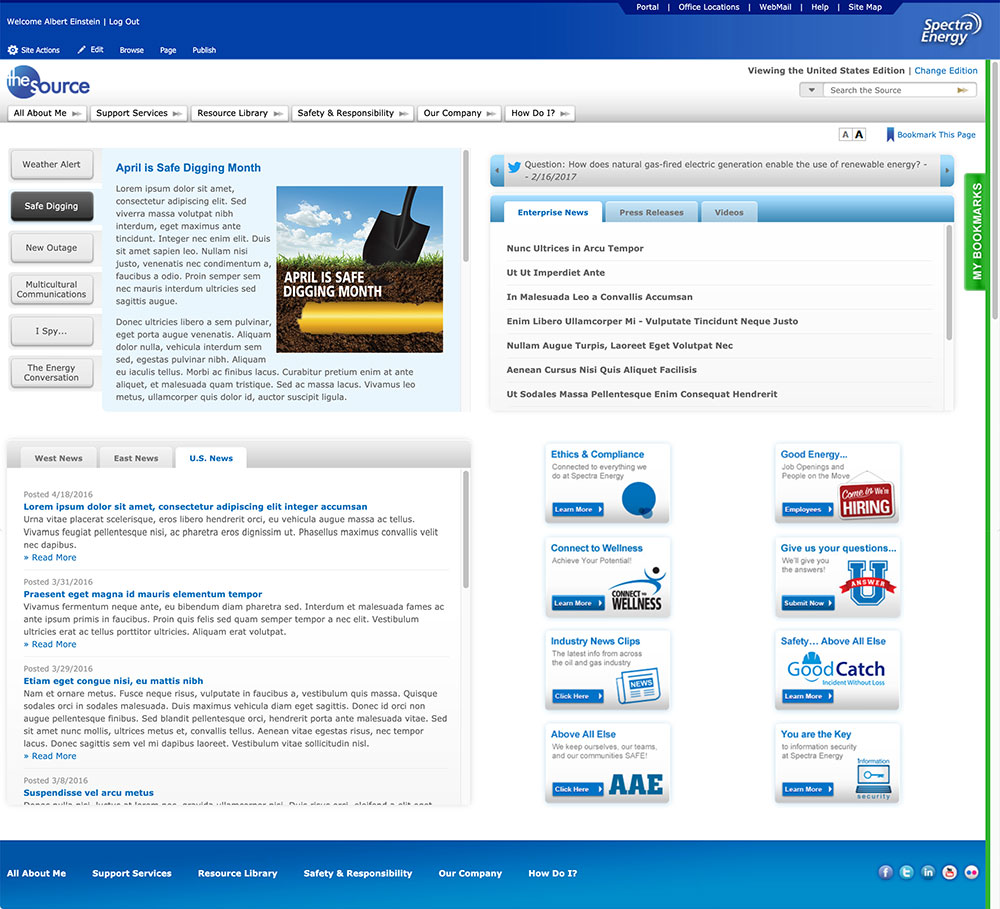 Portal | Office Locations | WebMail | Help | Site Map
Welcome Albert Einstein | Log Out
Spectra
Energy
Site Actions Edit Browse Page Publish
the Source
Viewing the United States Edition | Change Edition
Search the Source
All About Me Support Services Resource Library Safety & Responsibility Our Company How Do I?
A A Bookmark This Page
MY BOOKMARKS
Weather Alert
Safe Digging
New Outage
Multicultural
Communications
I Spy...
The Energy
Conversation
April is Safe Digging Month
Lorem ipsum dolor sit amet,
consectetur adipiscing elit. Sed
viverra massa volutpat nibh
interdum, eget maximus ante
tincidunt. Integer nec enim elit. Duis
sit amet sapien leo. Nullam nisi
justo, venenatis nec condimentum a,
faucibus a odio. Proin semper sem
nec mauris interdum ultricies sed
sagittis augue.
APRIL IS SAFE
DIGGING MONTH
Donec ultricies libero a sem pulvinar,
eget porta augue venenatis. Aliquam
dolor nulla, vehicula interdum sem
sed, egestas pulvinar nibh. Aliquam
eu iaculis tellus. Morbi ac finibus lacus. Curabitur pretium enim at ante
aliquet, et malesuada quam tristique. Sed ac massa lacus. Vivamus leo
metus, ullamcorper quis dolor id, auctor suscipit ligula.
Question: How does natural gas-fired electric generation enable the use of renewable energy? -
- 2/16/2017
Enterprise News Press Releases Videos
Nunc Ultrices in Arcu Tempor
Ut Ut Imperdiet Ante
In Malesuada Leo a Convallis Accumsan
Enim Libero Ullamcorper Mi - Vulputate Tincidunt Neque Justo
Nullam Augue Turpis, Laoreet Eget Volutpat Nec
Aenean Cursus Nisi Quis Aliquet Facilisis
Ut Sodales Massa Pellentesque Enim Consequat Hendrerit
West News East News U.S. News
Posted 4/18/2016
Lorem ipsum dolor sit amet, consectetur adipiscing elit integer accumsan
Urna vitae placerat scelerisque, eros libero hendrerit orci, eu vehicula augue massa ac tellus.
Vivamus feugiat pellentesque nisi, ac pharetra eros dignissim ut. Phasellus maximus convallis velit
nec dapibus.
» Read More
Posted 3/31/2016
Praesent eget magna id mauris elementum tempor
Vivamus fermentum neque ante, eu bibendum diam pharetra sed. Interdum et malesuada fames ac
ante ipsum primis in faucibus. Proin quis felis sed quam semper tempor a nec elit. Vestibulum
ultricies erat ac tellus porttitor ultricies. Aliquam erat volutpat.
» Read More
Posted 3/29/2016
Etiam eget congue nisi, eu mattis nibh
Nam et ornare metus. Fusce neque risus, vulputate in faucibus a, vestibulum quis massa. Quisque
sodales orci in sodales malesuada. Duis maximus vehicula diam eget sagittis. Donec id orci non
augue pellentesque finibus. Sed blandit pellentesque orci, hendrerit porta ante malesuada vitae. Sed
sit amet nunc mollis, ultrices metus et, convallis tellus. Aenean vitae egestas risus, nec tempor
lacus. Donec sagittis sem vel mi dapibus laoreet. Vestibulum vitae sollicitudin nisl.
» Read More
Posted 3/8/2016
Suspendisse vel arcu metus
Ethics & Compliance
Connected to everything we
do at Spectra Energy
Learn More
Good Energy...
Job Openings and
People on the Move
Employees
Come in We're
HIRING
Connect to Wellness
Achieve Your Potential!
Learn More
CONNECT TO
WELLNESS
Give us your questions...
We'll give you
the answers!
Submit Now
U
ANSWER
Industry News Clips
The latest info from across
the oil and gas industry
Click Here
NEWS
Safety... Above All Else
GoodCatch
Incident Without Loss
Learn More
Above All Else
We keep ourselves, our teams,
and our communities SAFE!
Click Here
AAE
You are the Key
to information security
at Spectra Energy
Learn More
Information
security
All About Me Support Services Resource Library Safety & Responsibility Our Company How Do I?